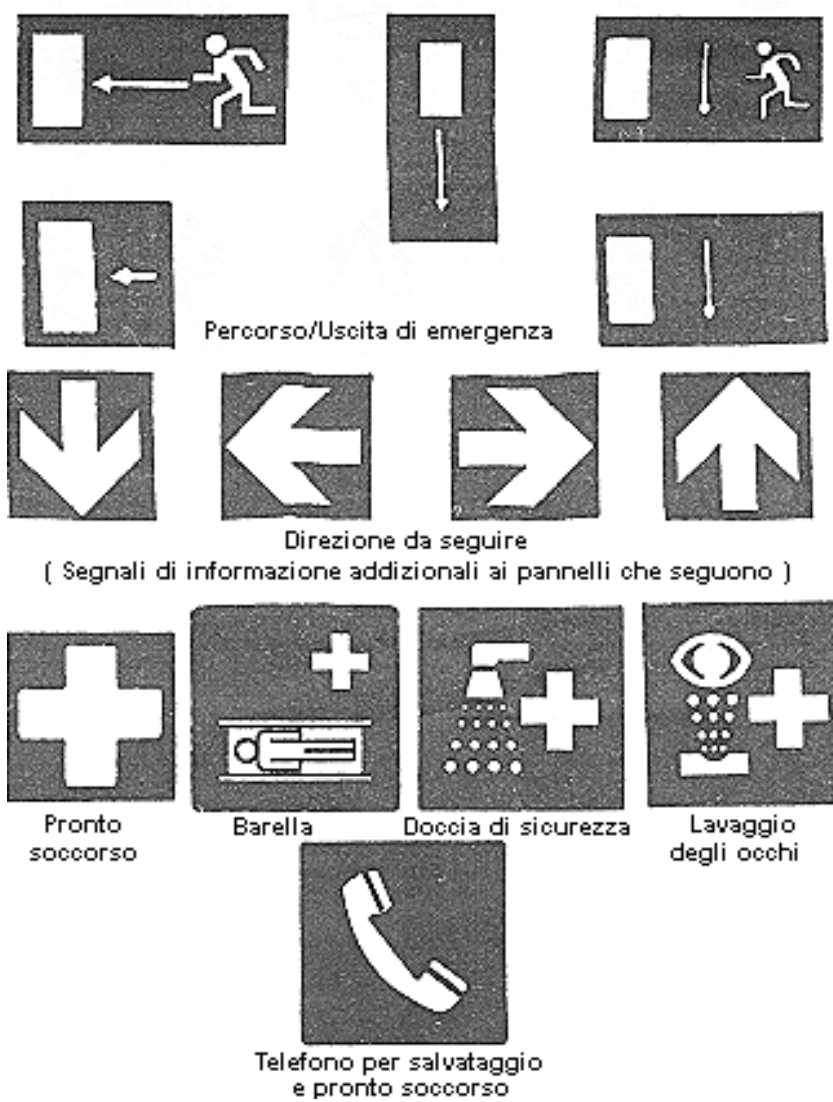 Percorso/Uscita di emergenza
Direzione da seguire
( Segnali di informazione addizionali ai pannelli che seguono )
Pronto
soccorso
Barella
Doccia di sicurezza
Lavaggio
degli occhi
Telefono per salvataggio
e pronto soccorso